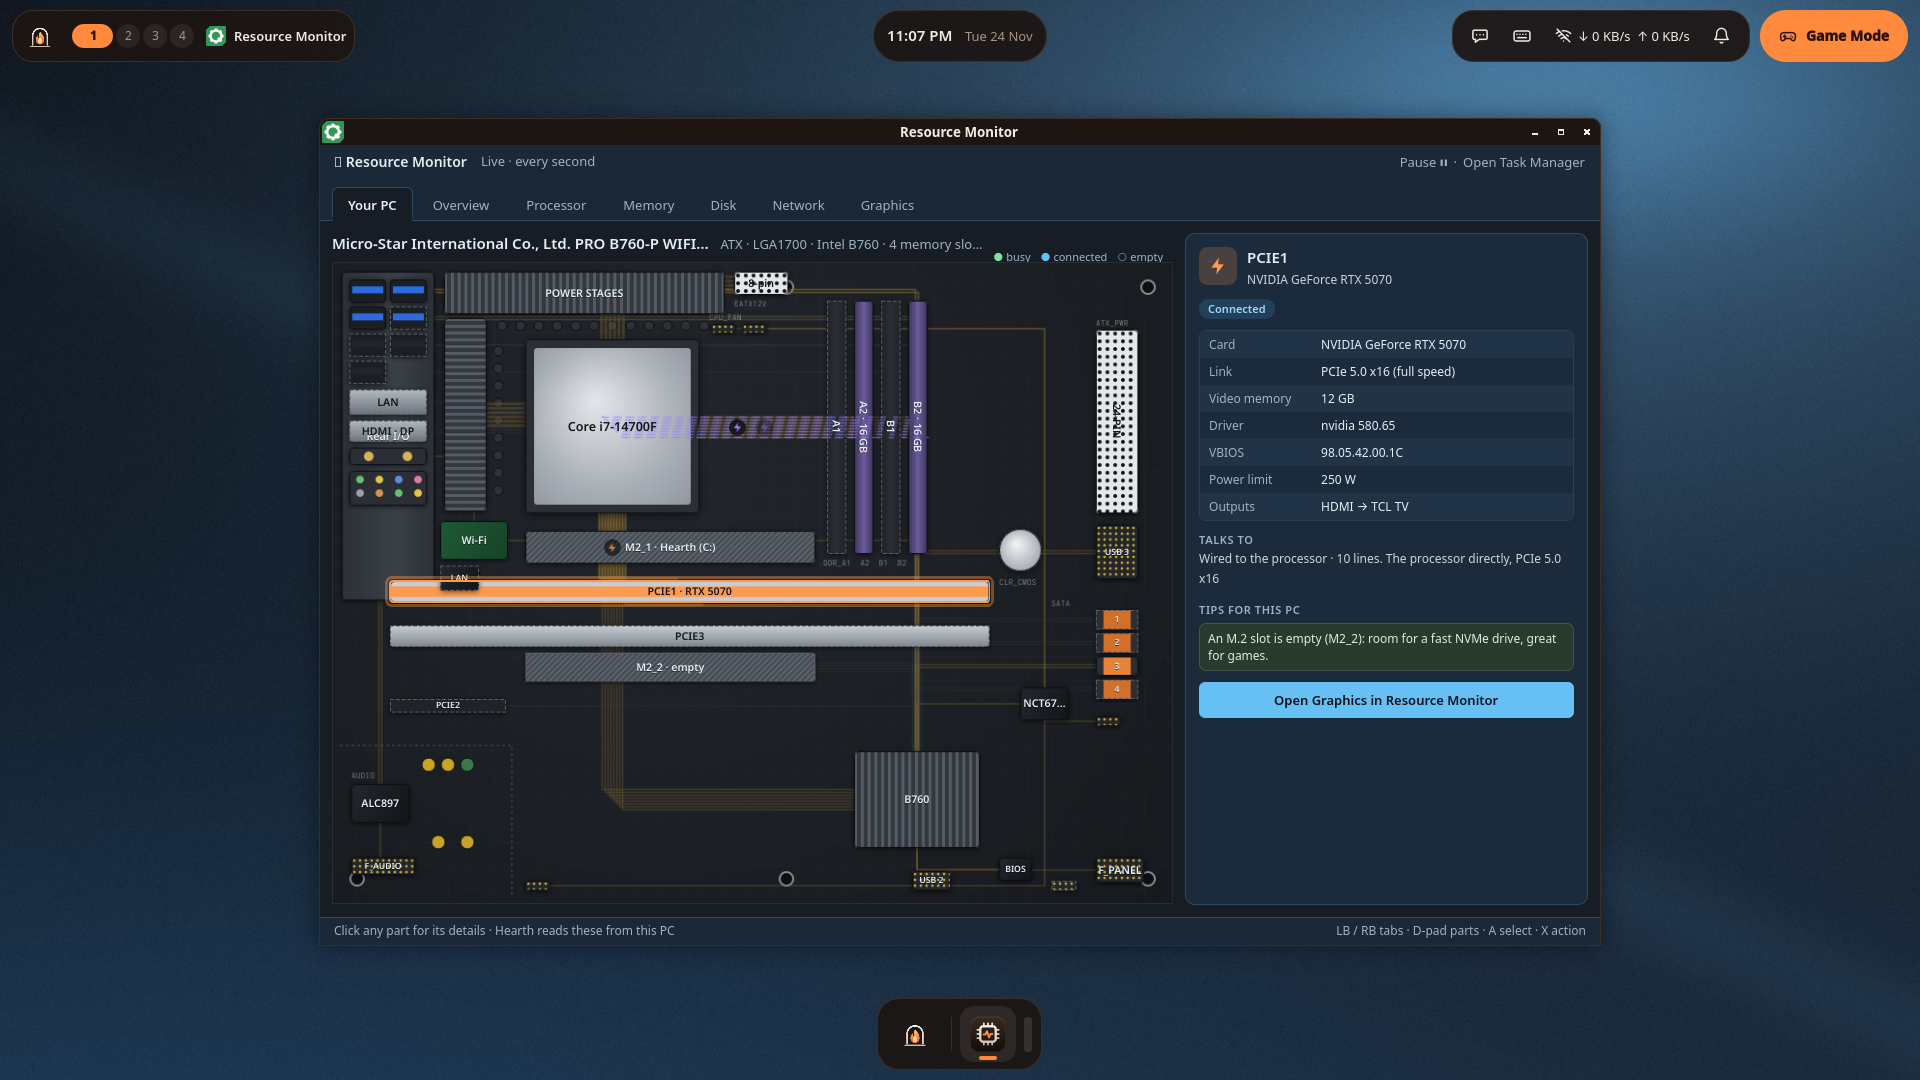 1 2 3 4 Resource Monitor
11:07 PM Tue 24 Nov
↓ 0 KB/s ↑ 0 KB/s
Game Mode
Resource Monitor
Resource Monitor Live · every second
Pause · Open Task Manager
Your PC Overview Processor Memory Disk Network Graphics
Micro-Star International Co., Ltd. PRO B760-P WIFI… ATX · LGA1700 · Intel B760 · 4 memory slo…
busy connected empty
POWER STAGES
8-pin
EATX12V
CPU_FAN
ATX_PWR
LAN
HDMI · DP
Rear I/O
Core i7-14700F
A1
A2 · 16 GB
B1
B2 · 16 GB
24-PIN
Wi-Fi
M2_1 · Hearth (C:)
USB 3
DDR_A1 A2 B1 B2
LAN
CLR_CMOS
PCIE1 · RTX 5070
SATA
1
PCIE3
2
M2_2 · empty
3
4
PCIE2
NCT67…
AUDIO
ALC897
B760
F_AUDIO
USB 2
BIOS
F_PANEL
PCIE1
NVIDIA GeForce RTX 5070
Connected
Card NVIDIA GeForce RTX 5070
Link PCIe 5.0 x16 (full speed)
Video memory 12 GB
Driver nvidia 580.65
VBIOS 98.05.42.00.1C
Power limit 250 W
Outputs HDMI → TCL TV
TALKS TO
Wired to the processor · 10 lines. The processor directly, PCIe 5.0
x16
TIPS FOR THIS PC
An M.2 slot is empty (M2_2): room for a fast NVMe drive, great
for games.
Open Graphics in Resource Monitor
Click any part for its details · Hearth reads these from this PC
LB / RB tabs · D-pad parts · A select · X action